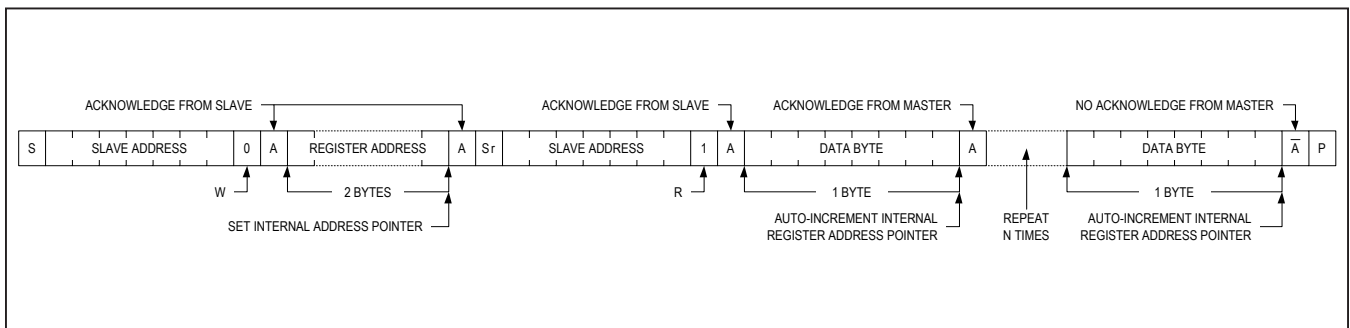 ACKNOWLEDGE FROM SLAVE ACKNOWLEDGE FROM SLAVE ACKNOWLEDGE FROM MASTER NO ACKNOWLEDGE FROM MASTER
S SLAVE ADDRESS 0 A REGISTER ADDRESS A Sr SLAVE ADDRESS 1 A DATA BYTE A DATA BYTE A̅ P
W 2 BYTES R 1 BYTE 1 BYTE
SET INTERNAL ADDRESS POINTER
AUTO-INCREMENT INTERNAL
REGISTER ADDRESS POINTER
REPEAT
N TIMES
AUTO-INCREMENT INTERNAL
REGISTER ADDRESS POINTER